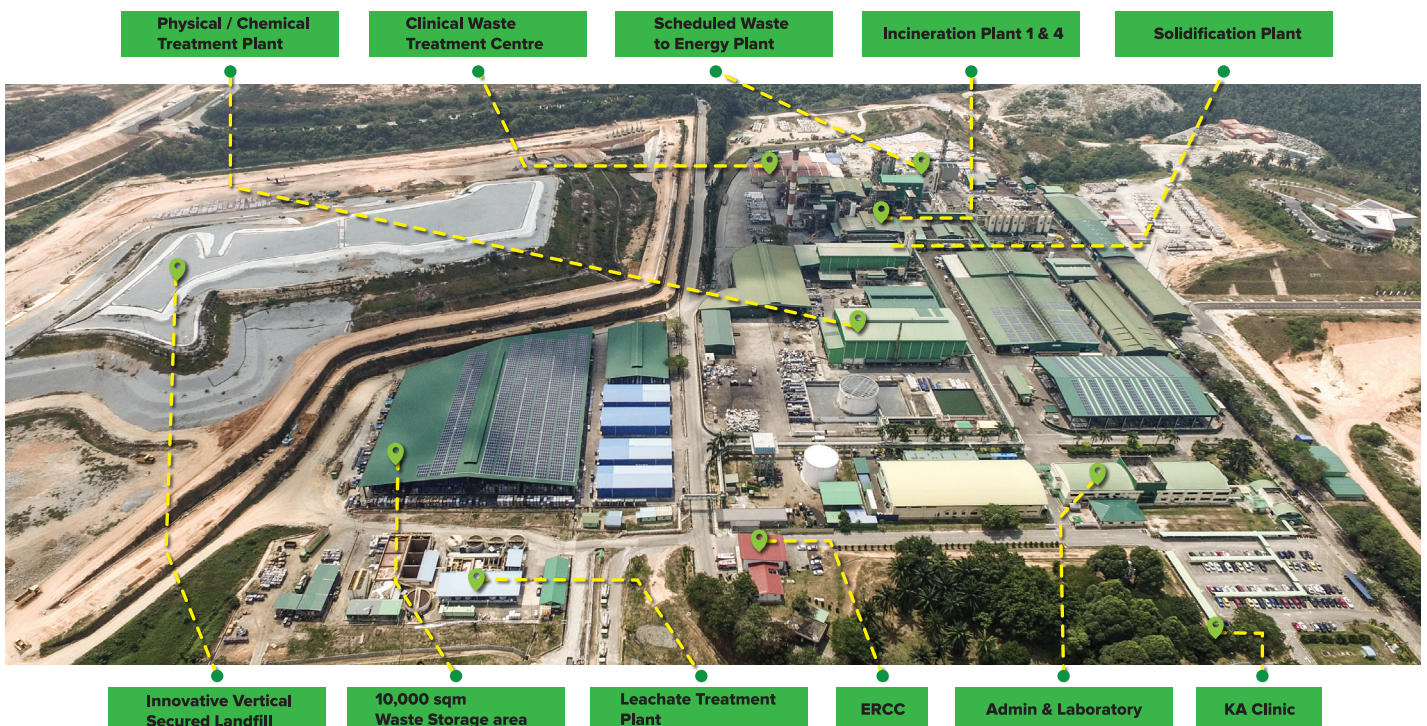 Physical / Chemical
Treatment Plant
Clinical Waste
Treatment Centre
Scheduled Waste
to Energy Plant
Incineration Plant 1 & 4
Solidification Plant
Innovative Vertical
Secured Landfill
10,000 sqm
Waste Storage area
Leachate Treatment
Plant
ERCC
Admin & Laboratory
KA Clinic